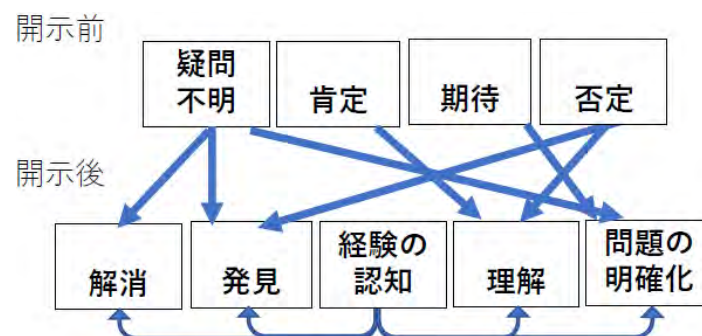 開示前
疑問
不明
肯定
期待
否定
開示後
解消
発見
経験の
認知
理解
問題の
明確化